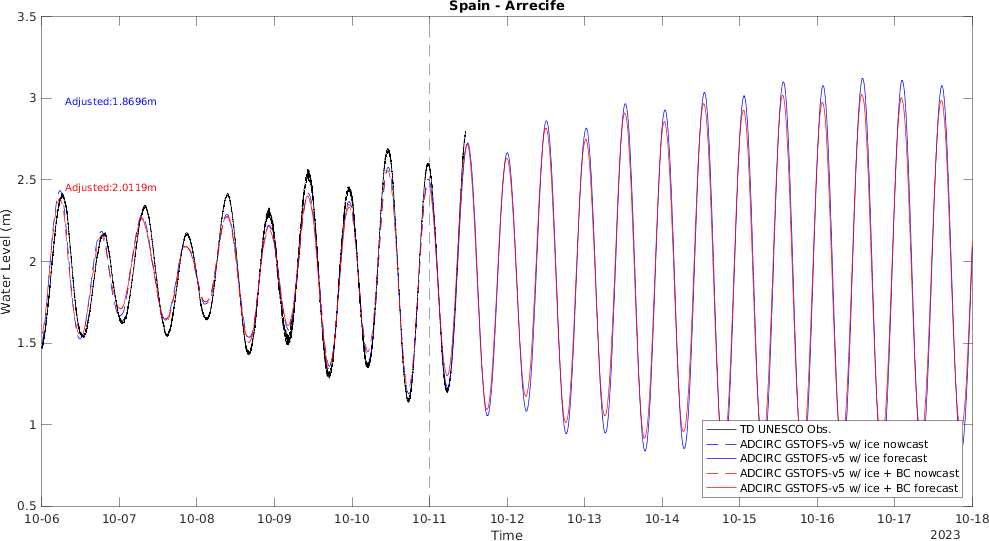 Spain - Arrecife
3.5
3
2.5
2
1.5
1
0.5
Water Level (m)
Adjusted:1.8696m
Adjusted:2.0119m
TD UNESCO Obs.
ADCIRC GSTOFS-v5 w/ ice nowcast
ADCIRC GSTOFS-v5 w/ ice forecast
ADCIRC GSTOFS-v5 w/ ice + BC nowcast
ADCIRC GSTOFS-v5 w/ ice + BC forecast
10-06 10-07 10-08 10-09 10-10 10-11 10-12 10-13 10-14 10-15 10-16 10-17 10-18
Time
2023